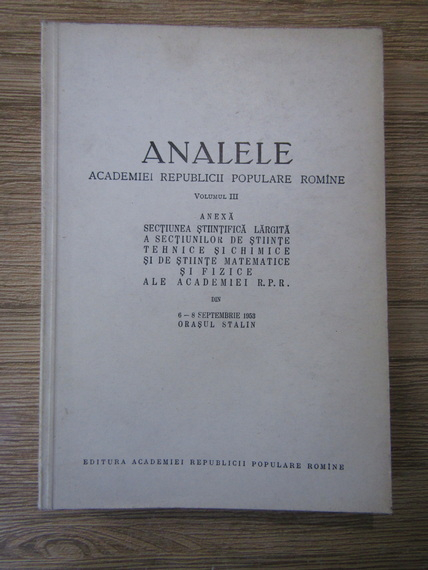 ANALELE
ACADEMIEI REPUBLICII POPULARE ROMÎNE
VOLUMUL III
ANEXĂ
SECȚIUNEA ȘTIINȚIFICĂ LĂRGITĂ
A SECȚIUNILOR DE ȘTIINȚE
TEHNICE ȘI CHIMICE
ȘI DE ȘTIINȚE MATEMATICE
ȘI FIZICE
ALE ACADEMIEI R.P.R.
DIN
6 – 8 SEPTEMBRIE 1953
ORAȘUL STALIN
EDITURA ACADEMIEI REPUBLICII POPULARE ROMÎNE